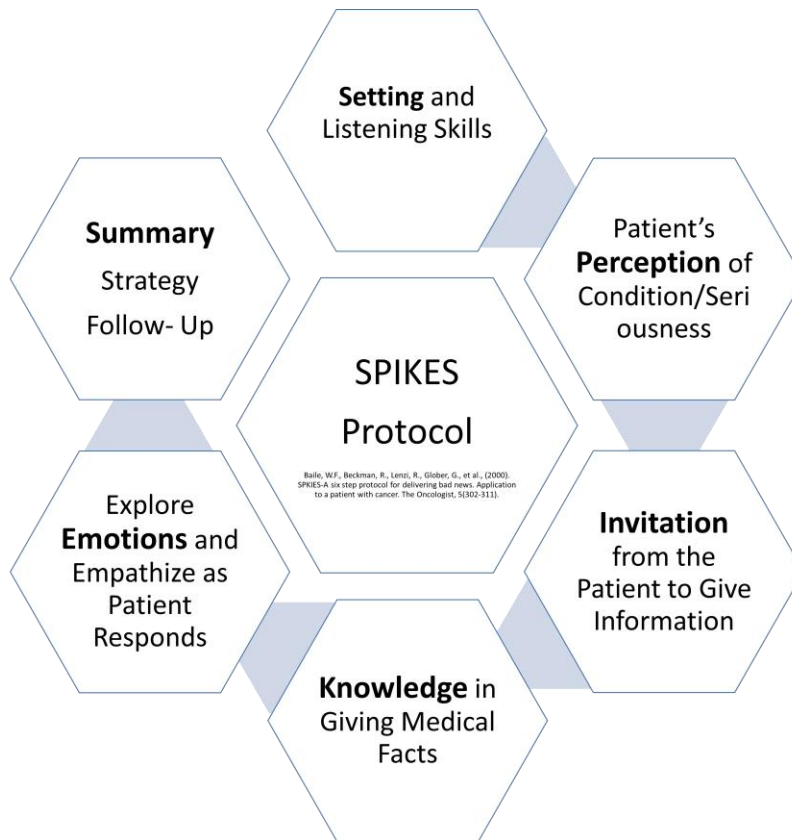 Setting and
Listening Skills
Patient's
Perception of
Condition/Seri
ousness
Invitation
from the
Patient to Give
Information
Knowledge in
Giving Medical
Facts
Explore
Emotions and
Empathize as
Patient
Responds
Summary
Strategy
Follow- Up
SPIKES
Protocol
Baile, W.F., Beckman, R., Lenzi, R., Glober, G., et al., (2000).
SPKIES-A six step protocol for delivering bad news. Application
to a patient with cancer. The Oncologist, 5(302-311).